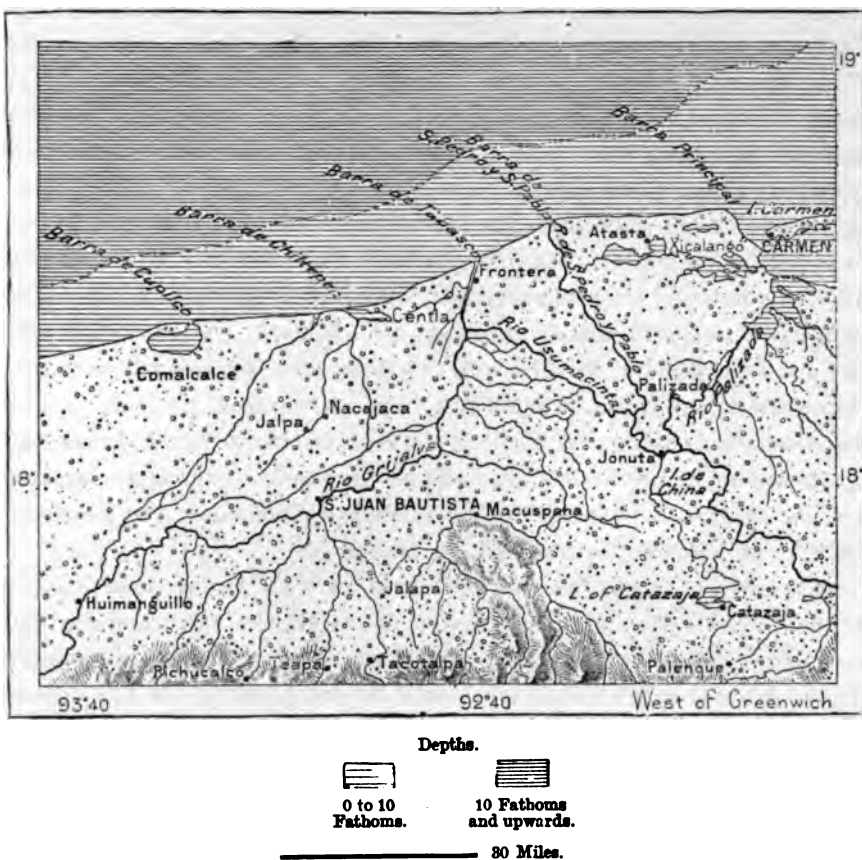 19°
Barra Principal
Barra de
S. Pedro y S. Pablo
Barra de Tabasco
Barra de Chiltepec
Barra de Cupilco
I. Carmen
CARMEN
Atasta
Xicalango
Frontera
R. de S. Pedro y Pablo
Centla
Rio Usumacinta
Rio Palizada
Comalcalce
Palizada
Nacajaca
Jalpa
Rio Grijalva
Jonuta
18°
18°
I. de
China
S. JUAN BAUTISTA
Macuspana
Huimanguillo
Jalapa
L. of Catazaja
Catazaja
Pichucalco
Teapa
Tacotalpa
Palenque
93°40
92°40
West of Greenwich
Depths.
0 to 10
Fathoms.
10 Fathoms
and upwards.
30 Miles.